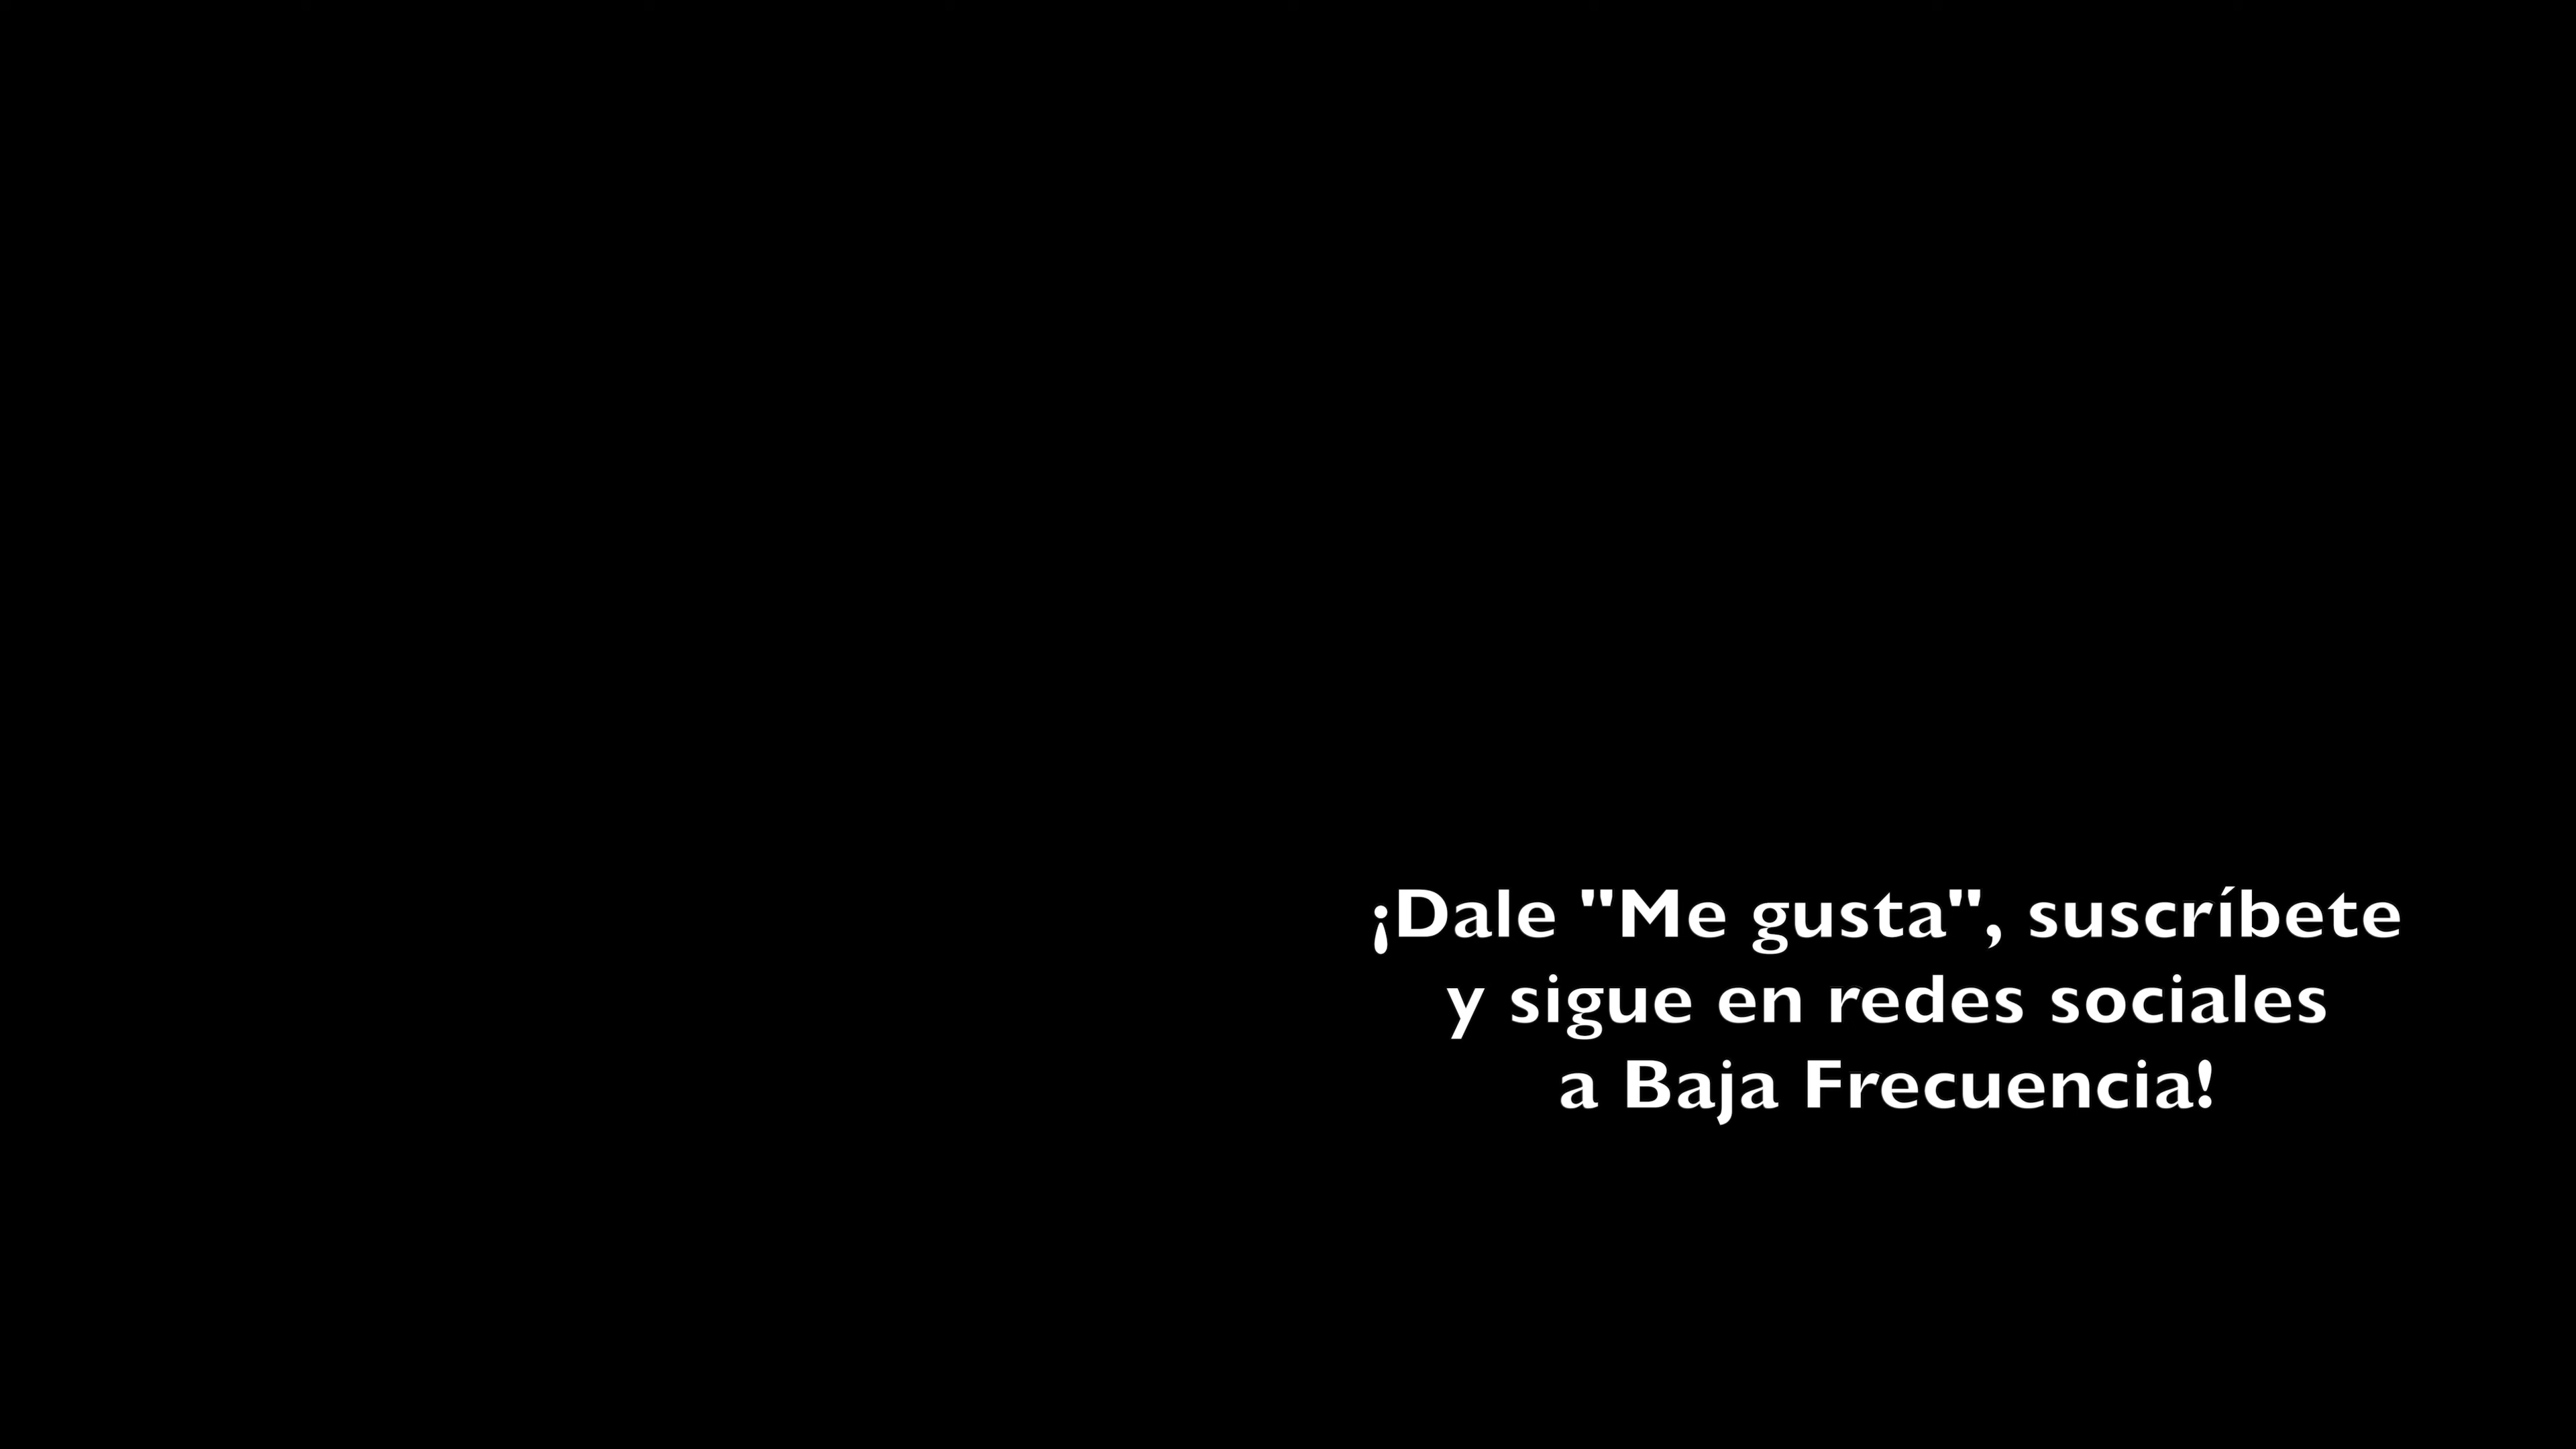 ¡Dale "Me gusta", suscríbete
y sigue en redes sociales
a Baja Frecuencia!